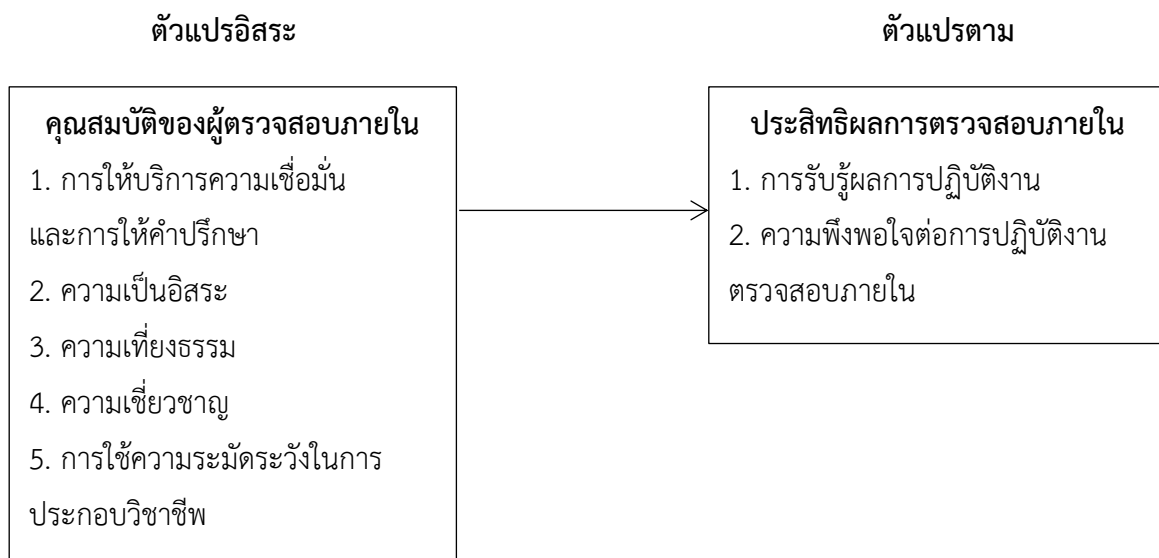 ตัวแปรอิสระ
ตัวแปรตาม
คุณสมบัติของผู้ตรวจสอบภายใน
1. การให้บริการความเชื่อมั่น
และการให้คำปรึกษา
2. ความเป็นอิสระ
3. ความเที่ยงธรรม
4. ความเชี่ยวชาญ
5. การใช้ความระมัดระวังในการ
ประกอบวิชาชีพ
ประสิทธิผลการตรวจสอบภายใน
1. การรับรู้ผลการปฏิบัติงาน
2. ความพึงพอใจต่อการปฏิบัติงาน
ตรวจสอบภายใน